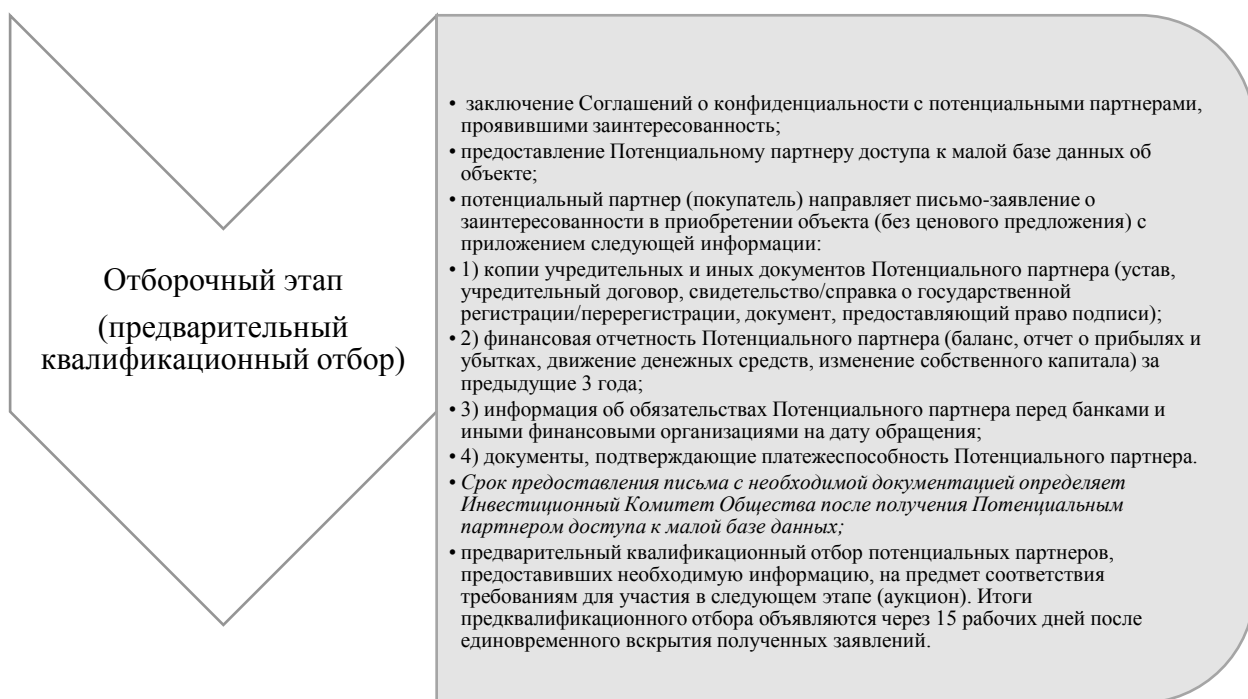 Отборочный этап
(предварительный
квалификационный отбор)
• заключение Соглашений о конфиденциальности с потенциальными партнерами,
проявившими заинтересованность;
• предоставление Потенциальному партнеру доступа к малой базе данных об
объекте;
• потенциальный партнер (покупатель) направляет письмо-заявление о
заинтересованности в приобретении объекта (без ценового предложения) с
приложением следующей информации:
• 1) копии учредительных и иных документов Потенциального партнера (устав,
учредительный договор, свидетельство/справка о государственной
регистрации/перерегистрации, документ, предоставляющий право подписи);
• 2) финансовая отчетность Потенциального партнера (баланс, отчет о прибылях и
убытках, движение денежных средств, изменение собственного капитала) за
предыдущие 3 года;
• 3) информация об обязательствах Потенциального партнера перед банками и
иными финансовыми организациями на дату обращения;
• 4) документы, подтверждающие платежеспособность Потенциального партнера.
• Срок предоставления письма с необходимой документацией определяет
Инвестиционный Комитет Общества после получения Потенциальным
партнером доступа к малой базе данных;
• предварительный квалификационный отбор потенциальных партнеров,
предоставивших необходимую информацию, на предмет соответствия
требованиям для участия в следующем этапе (аукцион). Итоги
предквалификационного отбора объявляются через 15 рабочих дней после
единовременного вскрытия полученных заявлений.